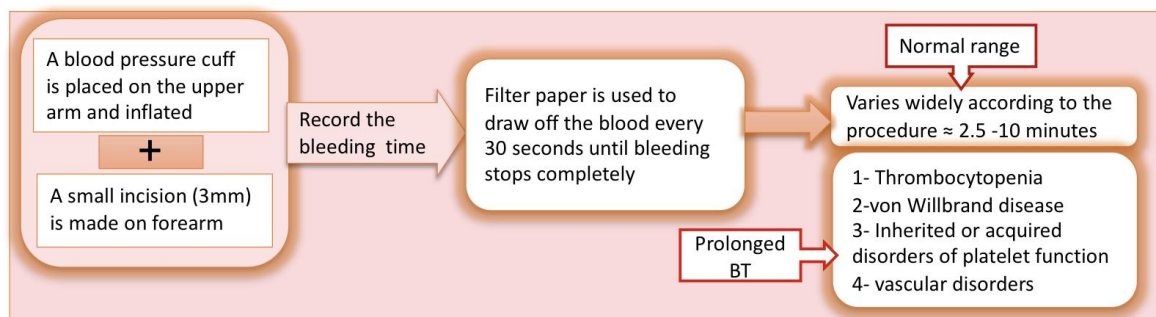 A blood pressure cuff
is placed on the upper
arm and inflated
+
A small incision (3mm)
is made on forearm
Record the
bleeding time
Filter paper is used to
draw off the blood every
30 seconds until bleeding
stops completely
Normal range
Varies widely according to the
procedure ≈ 2.5 -10 minutes
Prolonged
BT
1- Thrombocytopenia
2-von Willbrand disease
3- Inherited or acquired
disorders of platelet function
4- vascular disorders